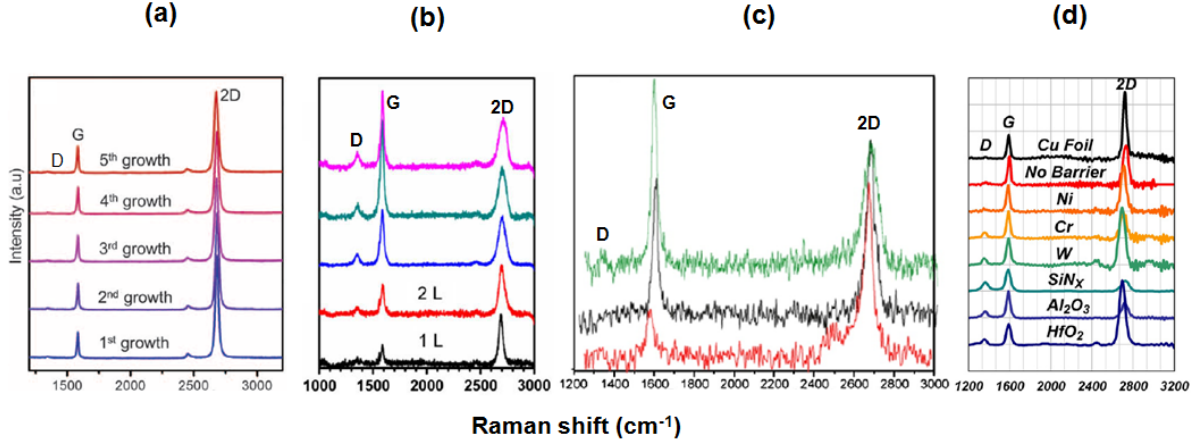 (a)
(b)
(c)
(d)
Intensity (a.u)
2D
G
D
5th growth
4th growth
3rd growth
2nd growth
1st growth
1500 2000 2500 3000
G
2D
D
2 L
1 L
1000 1500 2000 2500 3000
G
2D
D
1200 1400 1600 1800 2000 2200 2400 2600 2800 3000
2D
G
D
Cu Foil
No Barrier
Ni
Cr
W
SiNX
Al2O3
HfO2
1200 1600 2000 2400 2800 3200
Raman shift (cm-1)